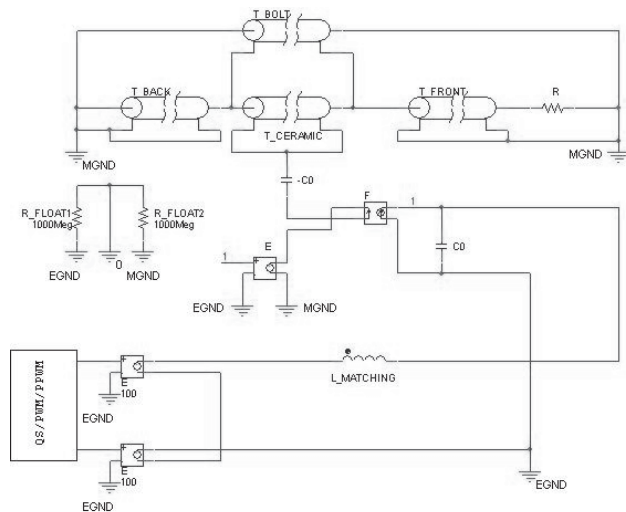 T_BOLT
T_BACK
T_FRONT
R
T_CERAMIC
MGND
MGND
-C0
F
1
R_FLOAT1
1000Meg
R_FLOAT2
1000Meg
C0
1
E
EGND
0
MGND
EGND
MGND
QS/PWM/PPWM
E
100
EGND
L_MATCHING
E
100
EGND
EGND